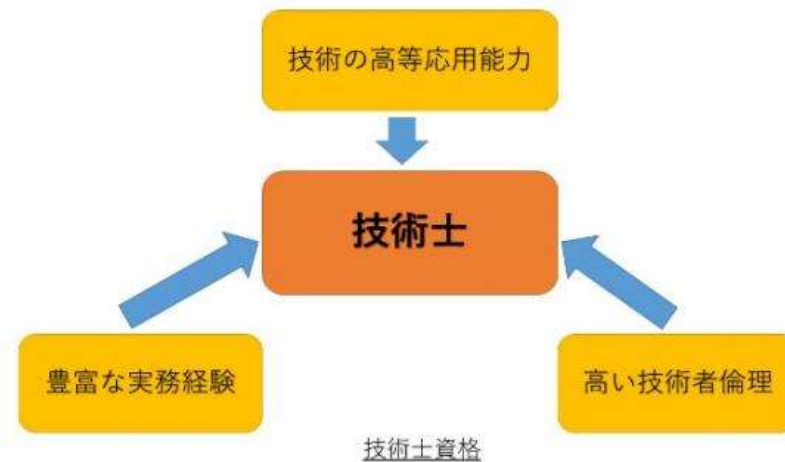 技術の高等応用能力
技術士
豊富な実務経験
高い技術者倫理
技術士資格